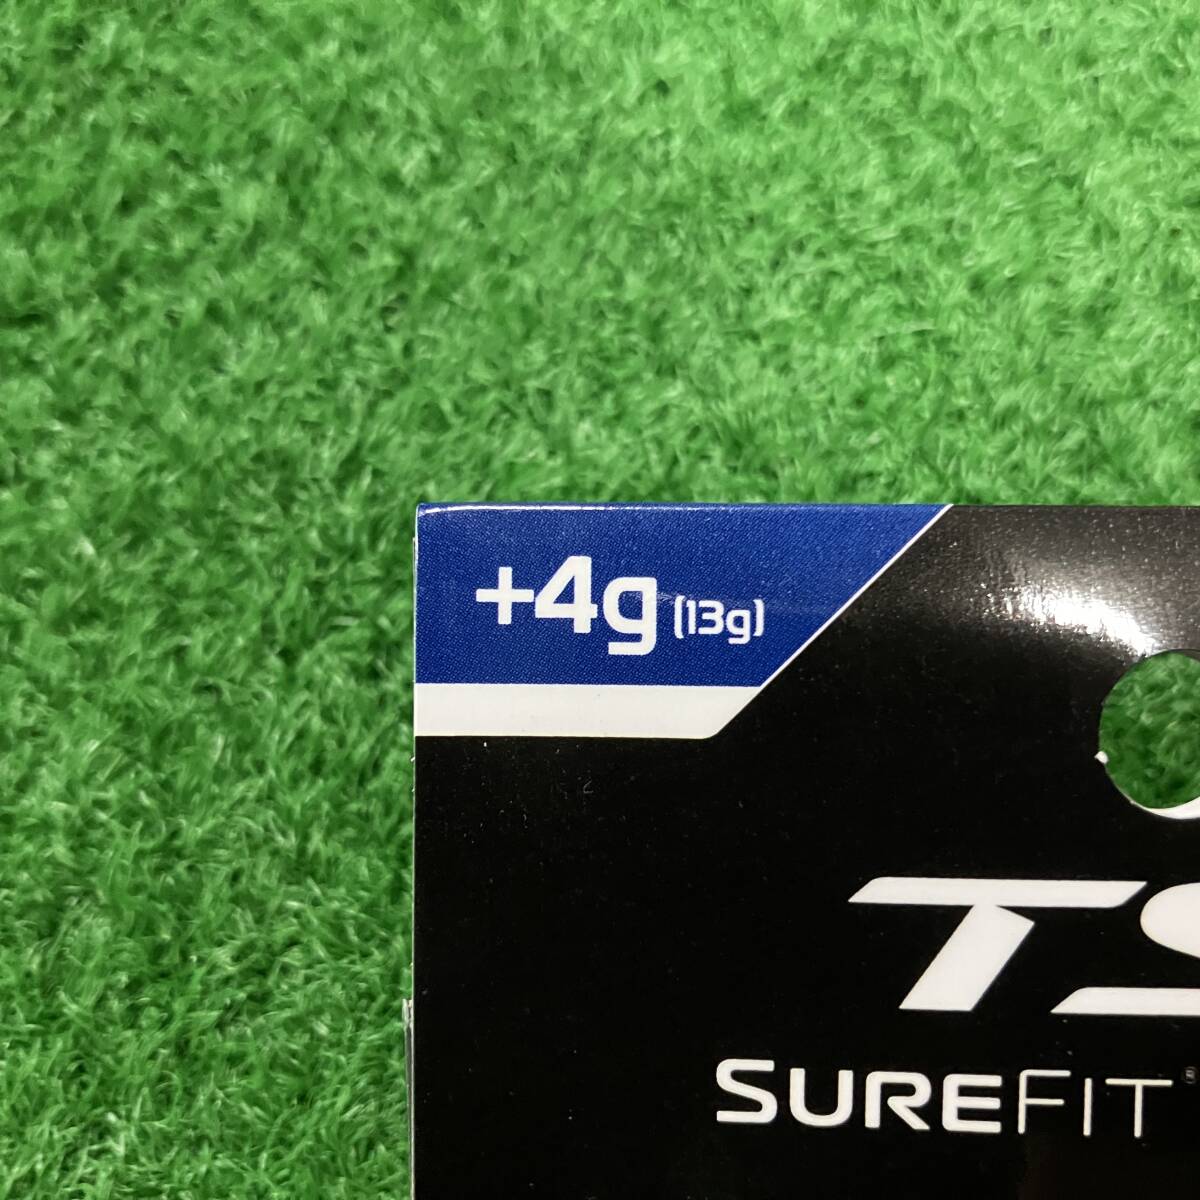 +4g (13g)
TS
SUREFIT®